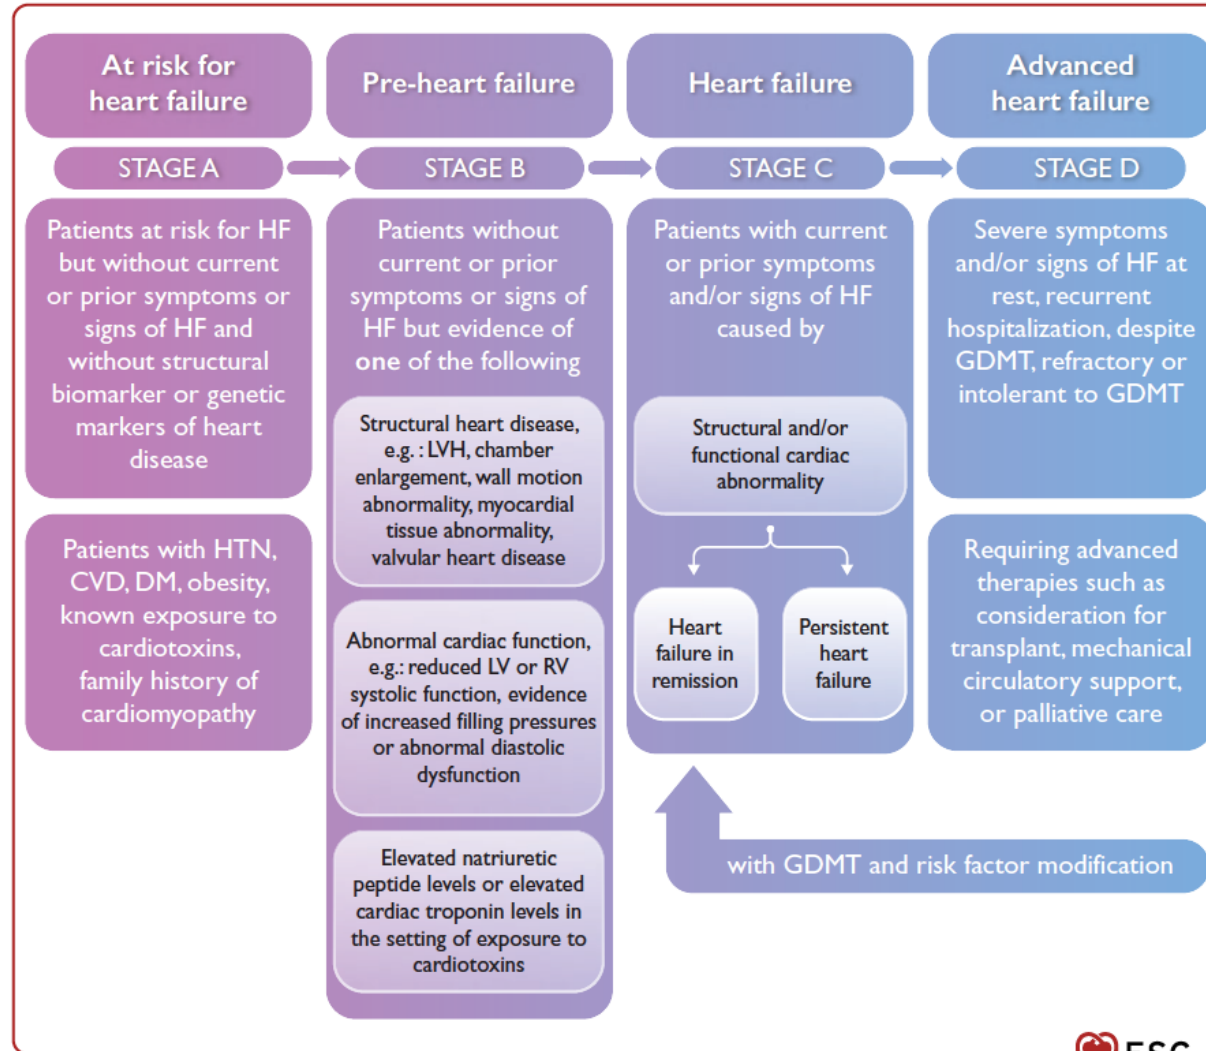 At risk for
heart failure
Pre-heart failure
Heart failure
Advanced
heart failure
STAGE A
STAGE B
STAGE C
STAGE D
Patients at risk for HF
but without current
or prior symptoms or
signs of HF and
without structural
biomarker or genetic
markers of heart
disease
Patients with HTN,
CVD, DM, obesity,
known exposure to
cardiotoxins,
family history of
cardiomyopathy
Patients without
current or prior
symptoms or signs of
HF but evidence of
one of the following
Structural heart disease,
e.g. : LVH, chamber
enlargement, wall motion
abnormality, myocardial
tissue abnormality,
valvular heart disease
Abnormal cardiac function,
e.g.: reduced LV or RV
systolic function, evidence
of increased filling pressures
or abnormal diastolic
dysfunction
Elevated natriuretic
peptide levels or elevated
cardiac troponin levels in
the setting of exposure to
cardiotoxins
Patients with current
or prior symptoms
and/or signs of HF
caused by
Structural and/or
functional cardiac
abnormality
Heart
failure in
remission
Persistent
heart
failure
Severe symptoms
and/or signs of HF at
rest, recurrent
hospitalization, despite
GDMT, refractory or
intolerant to GDMT
Requiring advanced
therapies such as
consideration for
transplant, mechanical
circulatory support,
or palliative care
with GDMT and risk factor modification
ESC